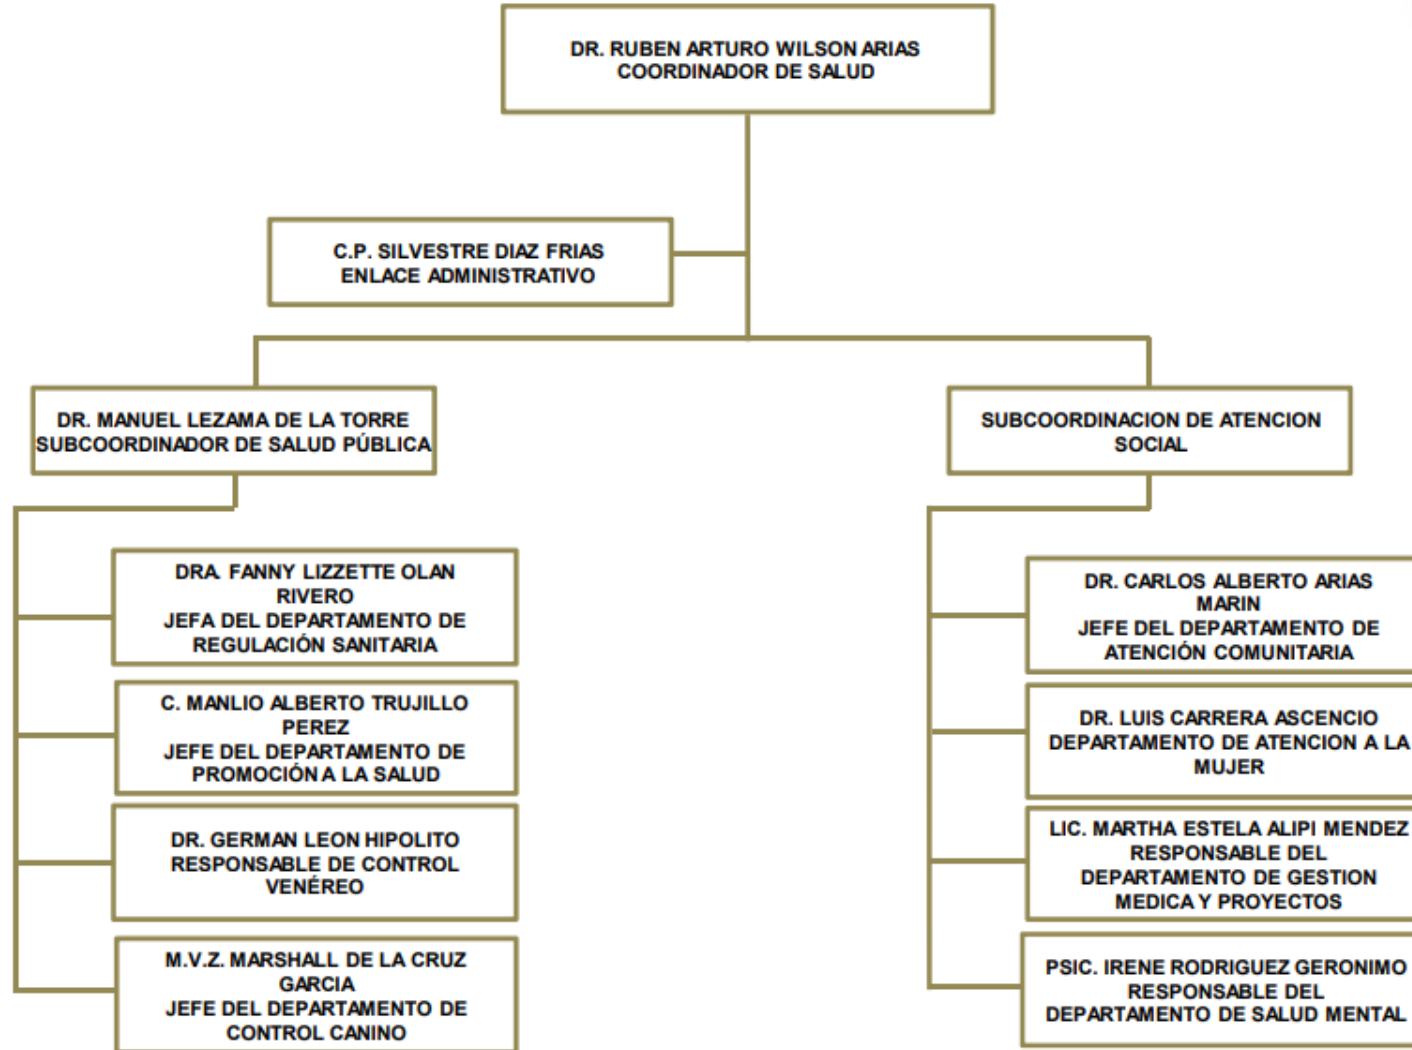 DR. RUBEN ARTURO WILSON ARIAS
COORDINADOR DE SALUD
C.P. SILVESTRE DIAZ FRIAS
ENLACE ADMINISTRATIVO
DR. MANUEL LEZAMA DE LA TORRE
SUBCOORDINADOR DE SALUD PÚBLICA
DRA. FANNY LIZZETTE OLAN
RIVERO
JEFA DEL DEPARTAMENTO DE
REGULACIÓN SANITARIA
C. MANLIO ALBERTO TRUJILLO
PEREZ
JEFE DEL DEPARTAMENTO DE
PROMOCIÓN A LA SALUD
DR. GERMAN LEON HIPOLITO
RESPONSABLE DE CONTROL
VENÉREO
M.V.Z. MARSHALL DE LA CRUZ
GARCIA
JEFE DEL DEPARTAMENTO DE
CONTROL CANINO
SUBCOORDINACION DE ATENCION
SOCIAL
DR. CARLOS ALBERTO ARIAS
MARIN
JEFE DEL DEPARTAMENTO DE
ATENCIÓN COMUNITARIA
DR. LUIS CARRERA ASCENCIO
DEPARTAMENTO DE ATENCION A LA
MUJER
LIC. MARTHA ESTELA ALIPI MENDEZ
RESPONSABLE DEL
DEPARTAMENTO DE GESTION
MEDICA Y PROYECTOS
PSIC. IRENE RODRIGUEZ GERONIMO
RESPONSABLE DEL
DEPARTAMENTO DE SALUD MENTAL